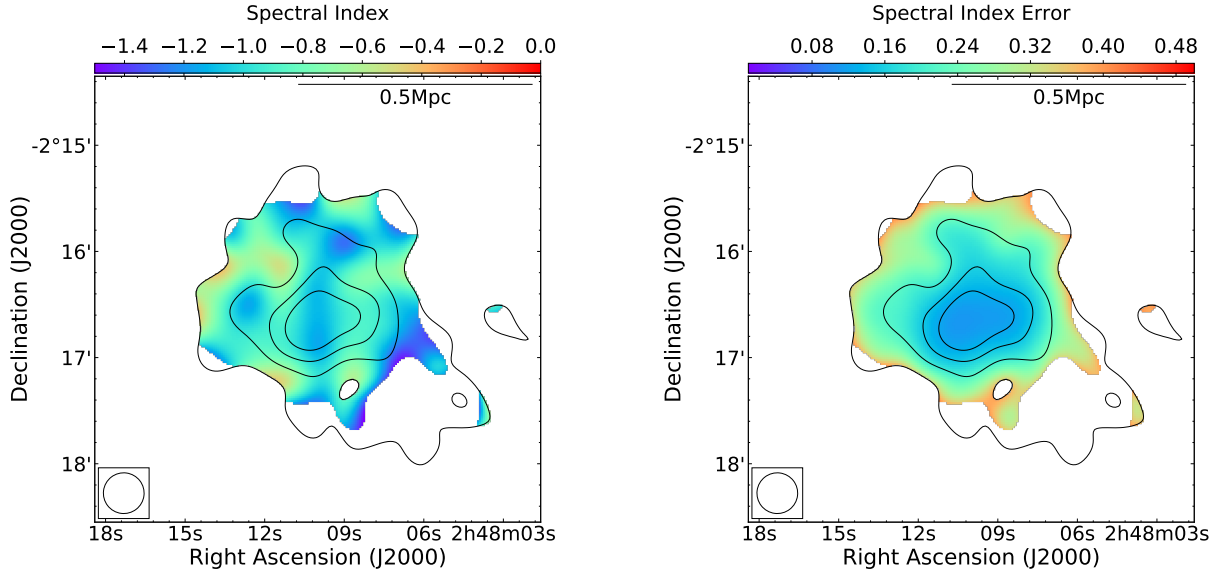 Spectral Index
−1.4 −1.2 −1.0 −0.8 −0.6 −0.4 −0.2 0.0
0.5Mpc
-2°15'
16'
17'
18'
Declination (J2000)
18s 15s 12s 09s 06s 2h48m03s
Right Ascension (J2000)
Spectral Index Error
0.08 0.16 0.24 0.32 0.40 0.48
0.5Mpc
-2°15'
16'
17'
18'
Declination (J2000)
18s 15s 12s 09s 06s 2h48m03s
Right Ascension (J2000)